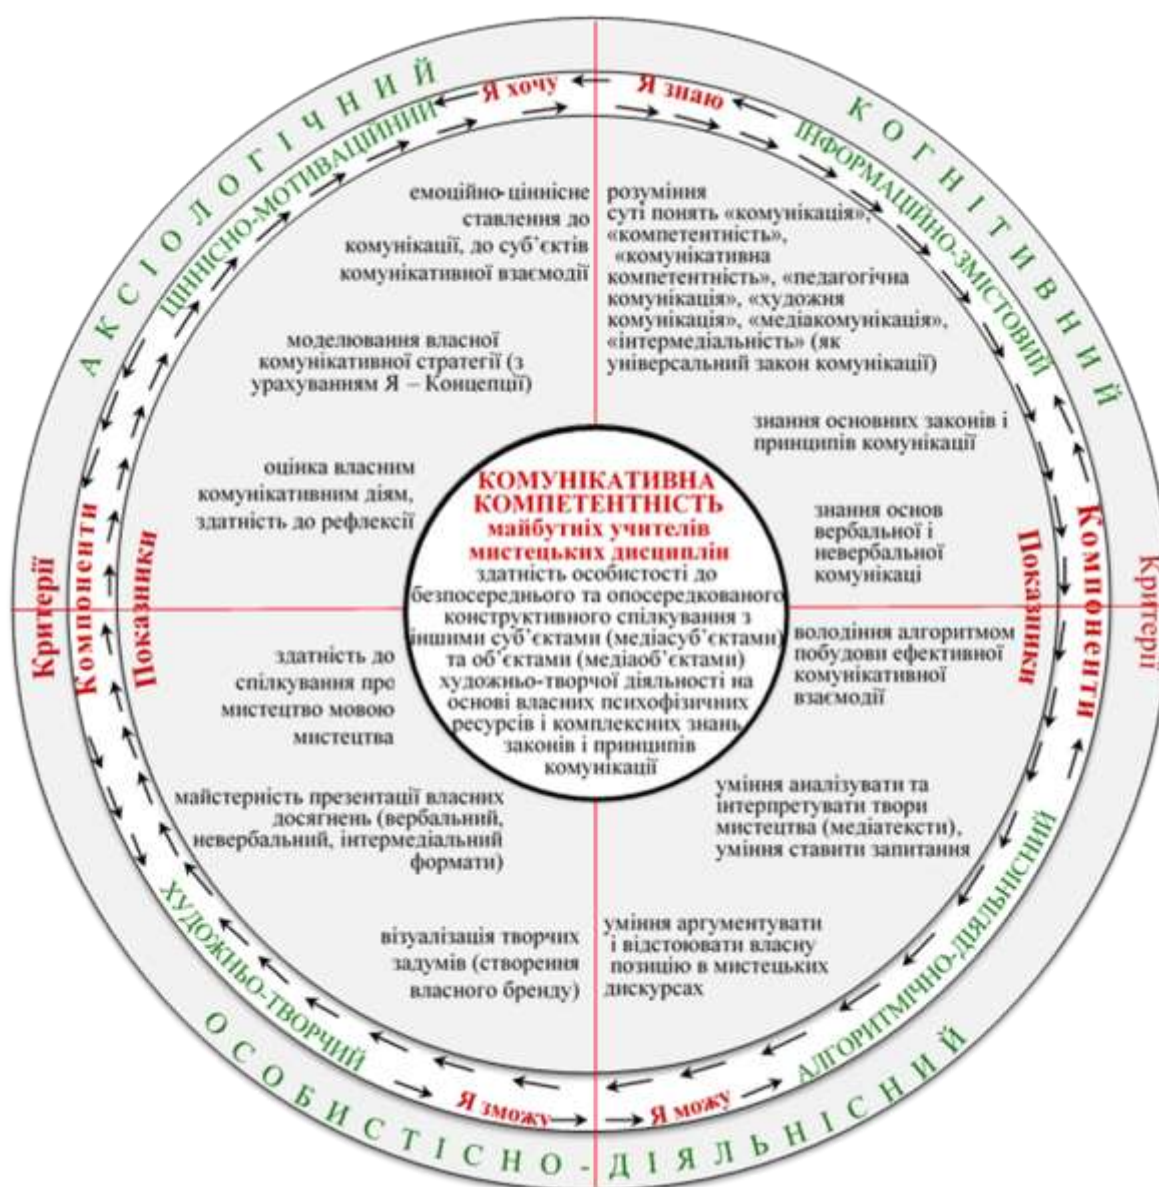 АКСІОЛОГІЧНИЙ
КОГНІТИВНИЙ
ЦІННІСНО-МОТИВАЦІЙНИЙ
Я хочу
Я знаю
ІНФОРМАЦІЙНО-ЗМІСТОВИЙ
емоційно-ціннісне
ставлення до
комунікації, до суб’єктів
комунікативної взаємодії
моделювання власної
комунікативної стратегії (з
урахуванням Я – Концепції)
оцінка власним
комунікативним діям,
здатність до рефлексії
розуміння
суті понять «комунікація»,
«компетентність»,
«комунікативна
компетентність», «педагогічна
комунікація», «художня
комунікація», «медіакомунікація»,
«інтермедіальність» (як
універсальний закон комунікації)
знання основних законів і
принципів комунікації
знання основ
вербальної і
невербальної
комунікаці
Критерії
Компоненти
Показники
КОМУНІКАТИВНА
КОМПЕТЕНТНІСТЬ
майбутніх учителів
мистецьких дисциплін
здатність особистості до
безпосереднього та опосередкованого
конструктивного спілкування з
іншими суб’єктами (медіасуб’єктами)
та об’єктами (медіаоб’єктами)
художньо-творчої діяльності на
основі власних психофізичних
ресурсів і комплексних знань
законів і принципів
комунікації
Показники
Компоненти
Критерії
здатність до
спілкування про
мистецтво мовою
мистецтва
майстерність презентації власних
досягнень (вербальний,
невербальний, інтермедіальний
формати)
візуалізація творчих
задумів (створення
власного бренду)
володіння алгоритмом
побудови ефективної
комунікативної
взаємодії
уміння аналізувати та
інтерпретувати твори
мистецтва (медіатексти),
уміння ставити запитання
уміння аргументувати
і відстоювати власну
позицію в мистецьких
дискурсах
ХУДОЖНЬО-ТВОРЧИЙ
Я зможу
Я можу
АЛГОРИТМІЧНО-ДІЯЛЬНІСНИЙ
ОСОБИСТІСНО-ДІЯЛЬНІСНИЙ